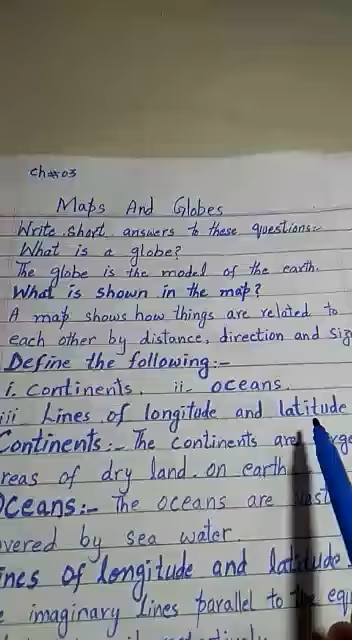 Ch#03
Maps And Globes
Write short answers to these questions:-
What is a globe?
The globe is the model of the earth.
What is shown in the map?
A map shows how things are related to
each other by distance, direction and siz
Define the following:-
i. Continents. ii- oceans.
iii Lines of longitude and latitude
Continents:- The continents are
reas of dry land on earth
Oceans:- The oceans are vast
vered by sea water.
ines of longitude and latitude.
e imaginary lines parallel to the equ